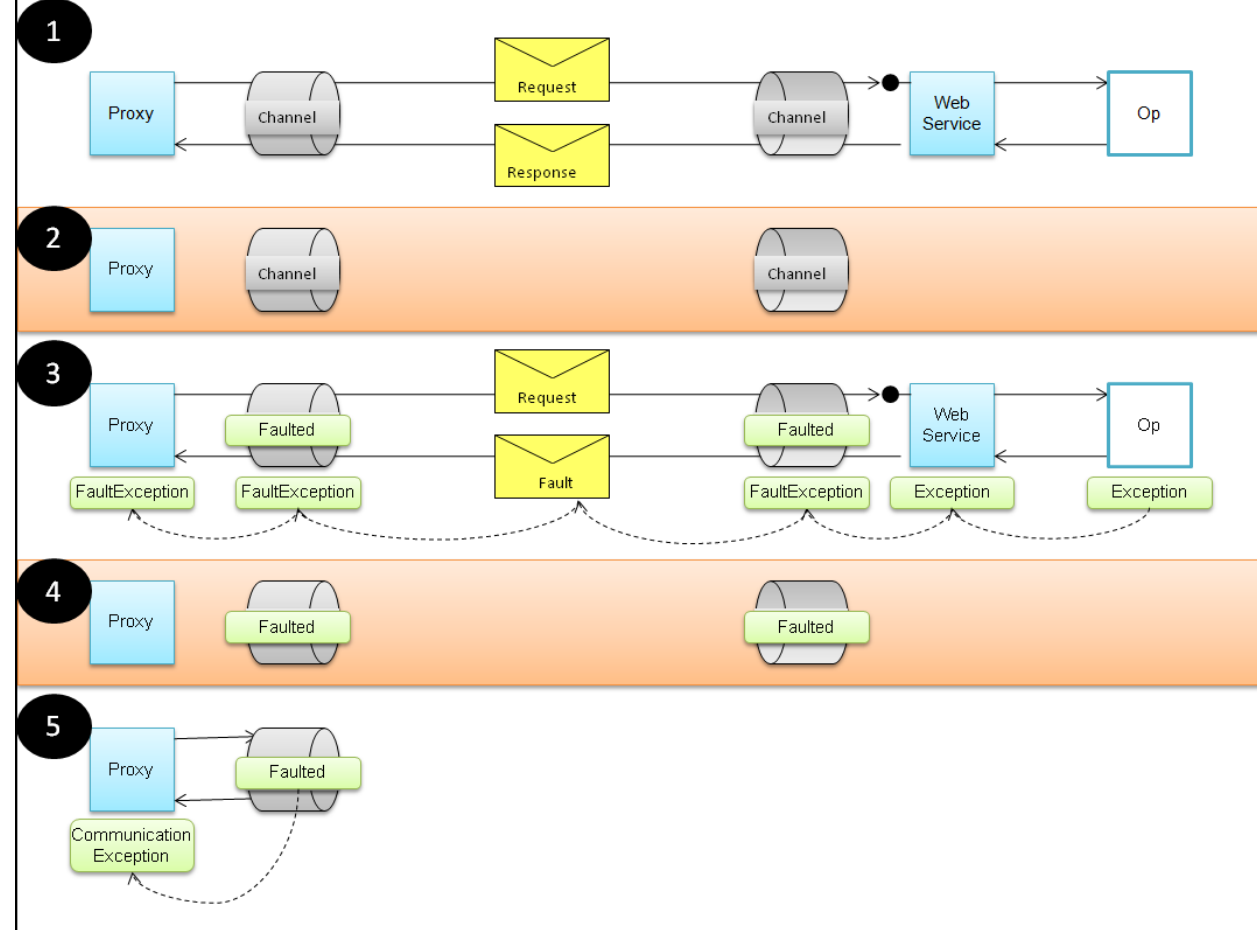 1
Request
Proxy
Channel
Channel
Web
Service
Op
Response
2
Proxy
Channel
Channel
3
Request
Proxy
Faulted
Faulted
Web
Service
Op
Fault
FaultException
FaultException
FaultException
Exception
Exception
4
Proxy
Faulted
Faulted
5
Proxy
Faulted
Communication
Exception